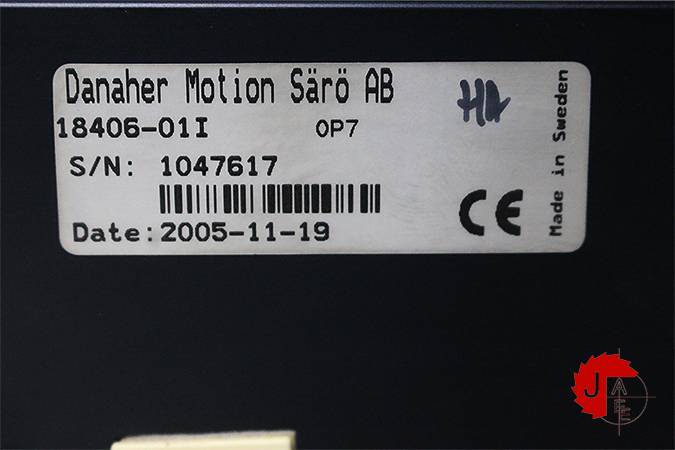 Danaher Motion Särö AB
18406-01I OP7
S/N: 1047617
Date:2005-11-19
CE
Made in Sweden
J